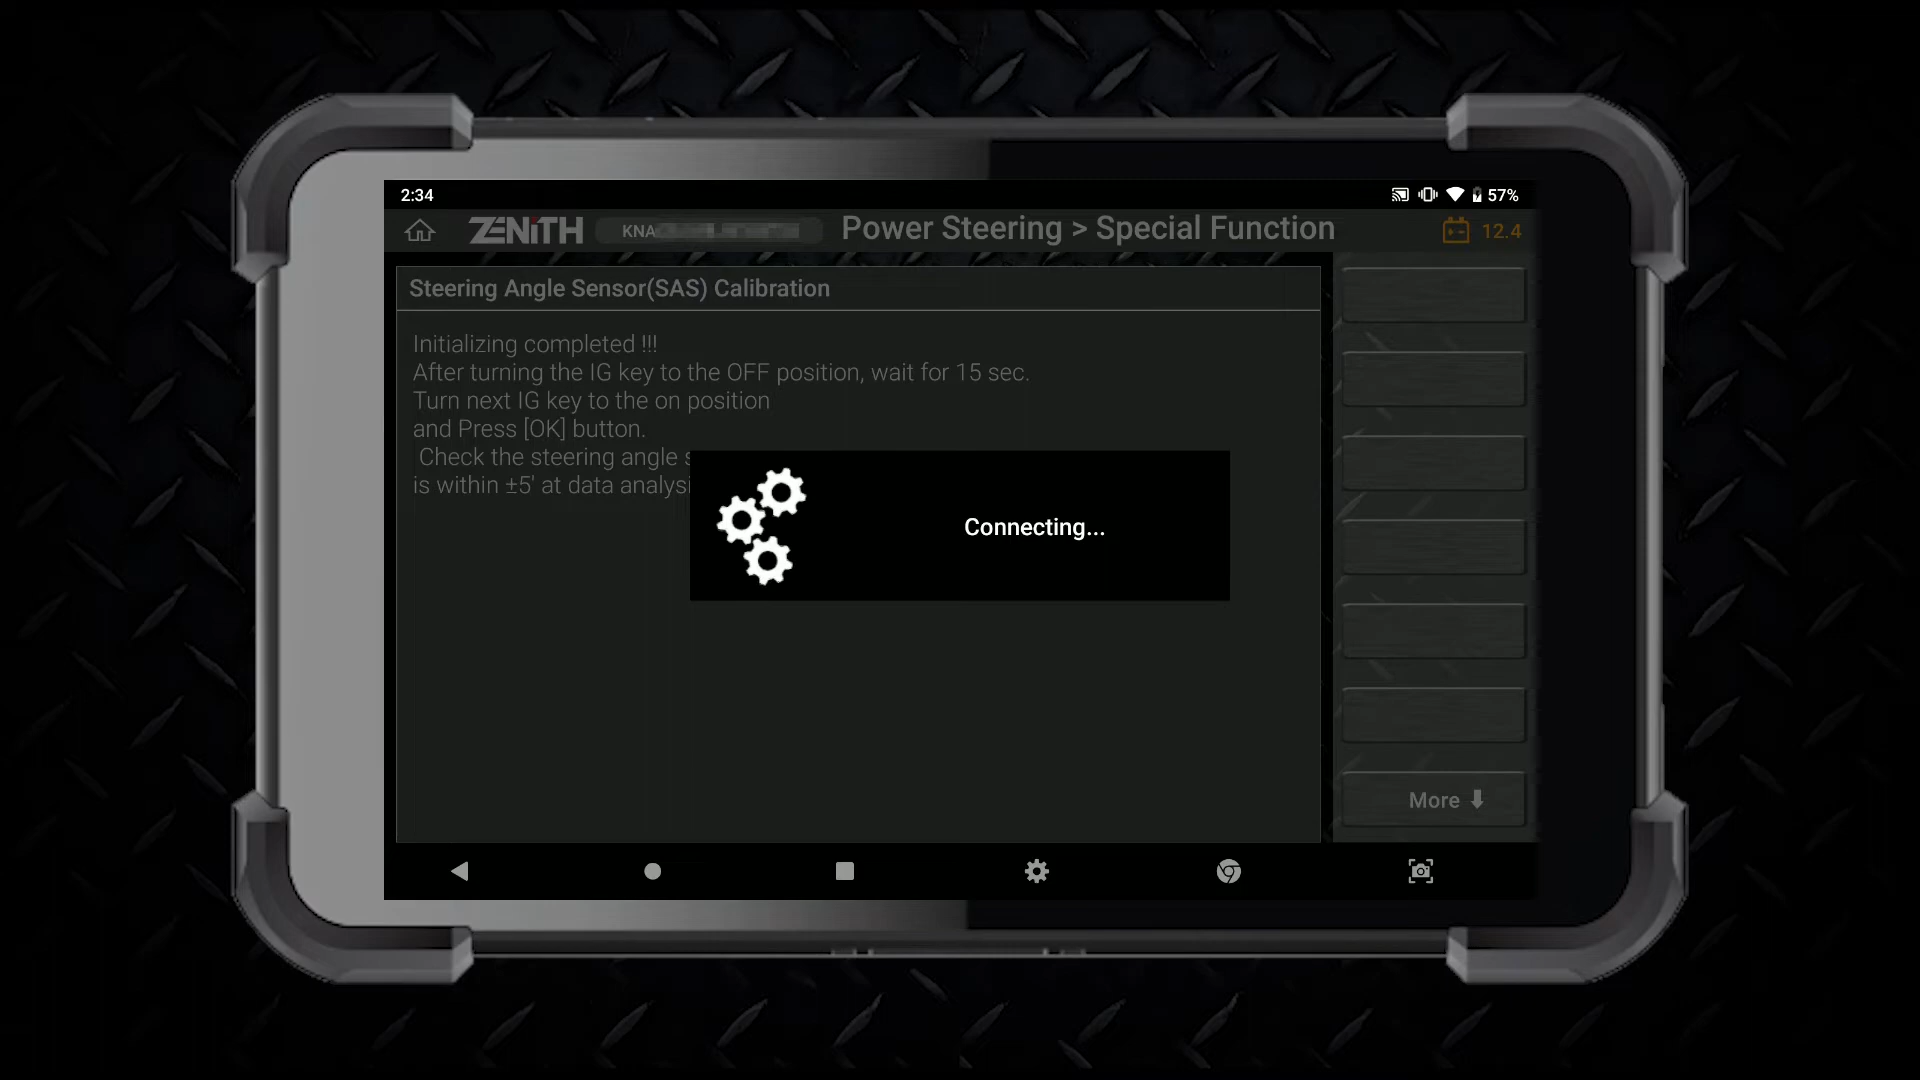 2:34
57%
ZENITH
KNA
Power Steering > Special Function
12.4
Steering Angle Sensor(SAS) Calibration
Initializing completed !!!
After turning the IG key to the OFF position, wait for 15 sec.
Turn next IG key to the on position
and Press [OK] button.
Check the steering angle
is within ±5' at data
Connecting...
More